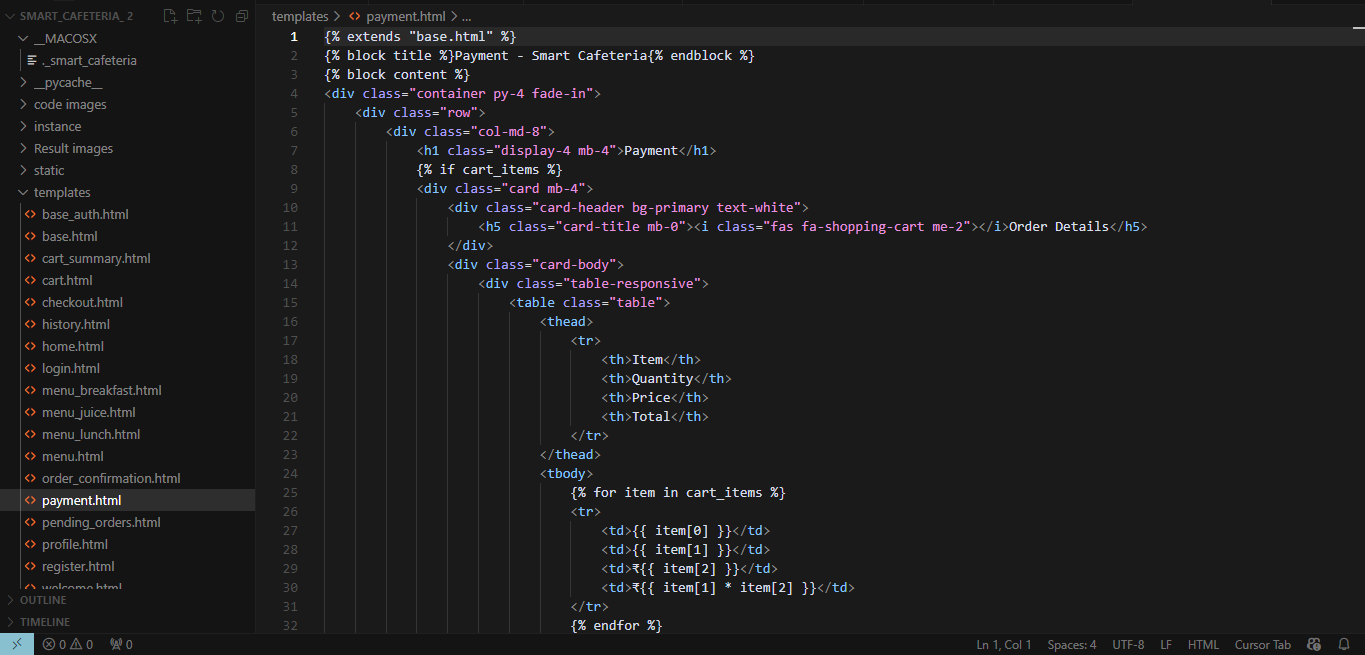 SMART_CAFETERIA_ 2
__MACOSX
._smart_cafeteria
__pycache__
code images
instance
Result images
static
templates
base_auth.html
base.html
cart_summary.html
cart.html
checkout.html
history.html
home.html
login.html
menu_breakfast.html
menu_juice.html
menu_lunch.html
menu.html
order_confirmation.html
payment.html
pending_orders.html
profile.html
register.html
welcome.html
OUTLINE
TIMELINE
templates > <> payment.html > ...
1 {% extends "base.html" %}
2 {% block title %}Payment - Smart Cafeteria{% endblock %}
3 {% block content %}
4 <div class="container py-4 fade-in">
5 <div class="row">
6 <div class="col-md-8">
7 <h1 class="display-4 mb-4">Payment</h1>
8 {% if cart_items %}
9 <div class="card mb-4">
10 <div class="card-header bg-primary text-white">
11 <h5 class="card-title mb-0"><i class="fas fa-shopping-cart me-2"></i>Order Details</h5>
12 </div>
13 <div class="card-body">
14 <div class="table-responsive">
15 <table class="table">
16 <thead>
17 <tr>
18 <th>Item</th>
19 <th>Quantity</th>
20 <th>Price</th>
21 <th>Total</th>
22 </tr>
23 </thead>
24 <tbody>
25 {% for item in cart_items %}
26 <tr>
27 <td>{{ item[0] }}</td>
28 <td>{{ item[1] }}</td>
29 <td>₹{{ item[2] }}</td>
30 <td>₹{{ item[1] * item[2] }}</td>
31 </tr>
32 {% endfor %}
0 0 0 Ln 1, Col 1 Spaces: 4 UTF-8 LF HTML Cursor Tab